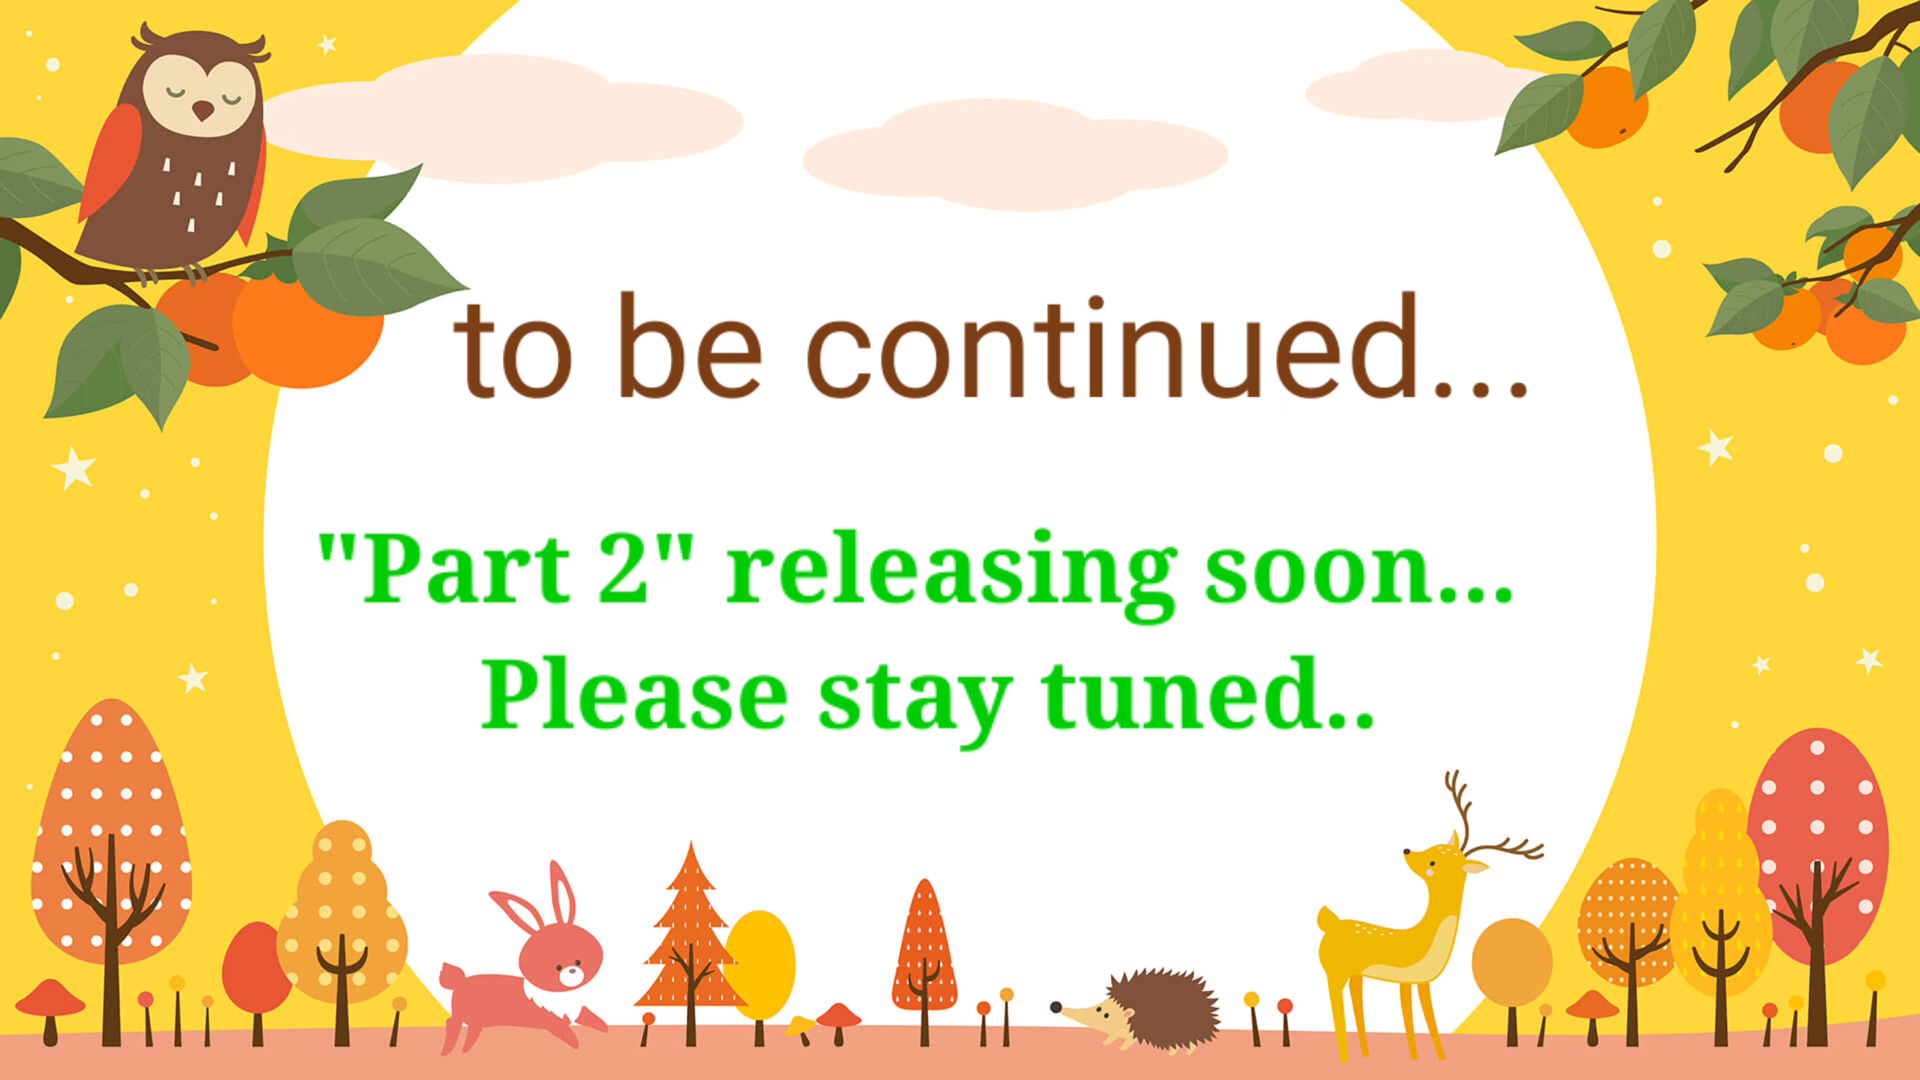 to be continued...
"Part 2" releasing soon...
Please stay tuned..